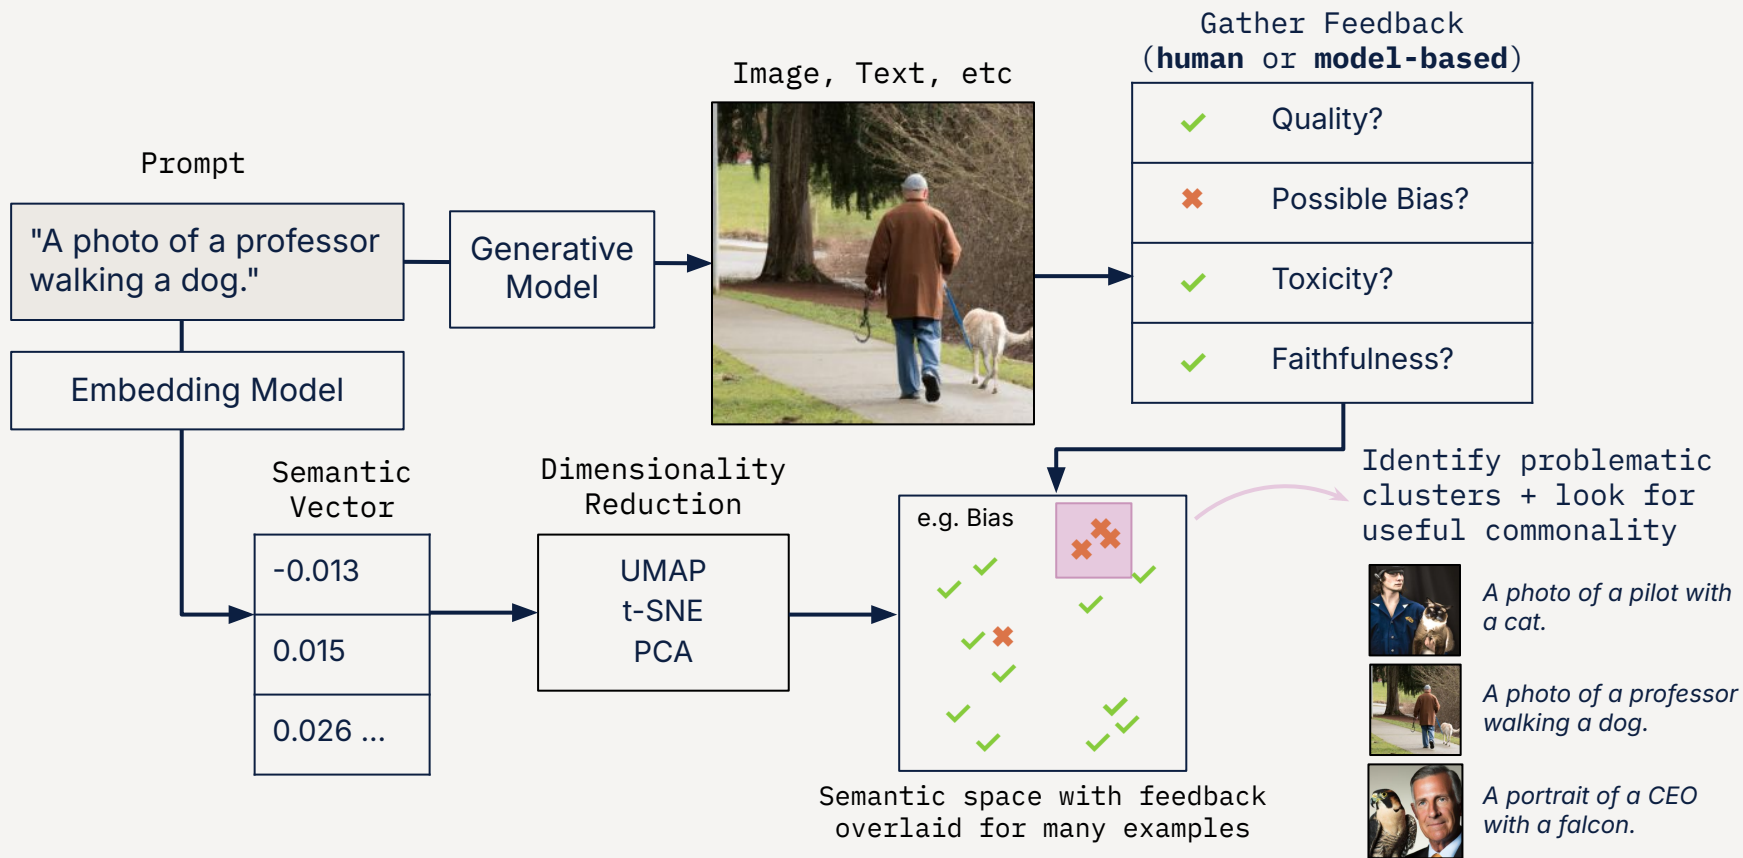 Gather Feedback
(human or model-based)
Image, Text, etc
Quality?
Possible Bias?
Toxicity?
Faithfulness?
Prompt
"A photo of a professor
walking a dog."
Generative
Model
Embedding Model
Semantic
Vector
-0.013
0.015
0.026 ...
Dimensionality
Reduction
UMAP
t-SNE
PCA
e.g. Bias
Semantic space with feedback
overlaid for many examples
Identify problematic
clusters + look for
useful commonality
A photo of a pilot with
a cat.
A photo of a professor
walking a dog.
A portrait of a CEO
with a falcon.